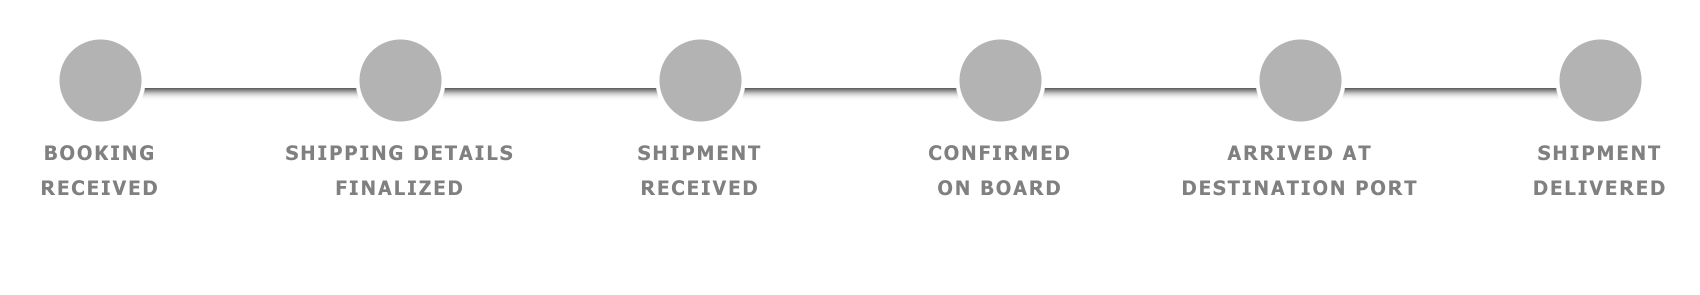 BOOKING
RECEIVED
SHIPPING DETAILS
FINALIZED
SHIPMENT
RECEIVED
CONFIRMED
ON BOARD
ARRIVED AT
DESTINATION PORT
SHIPMENT
DELIVERED